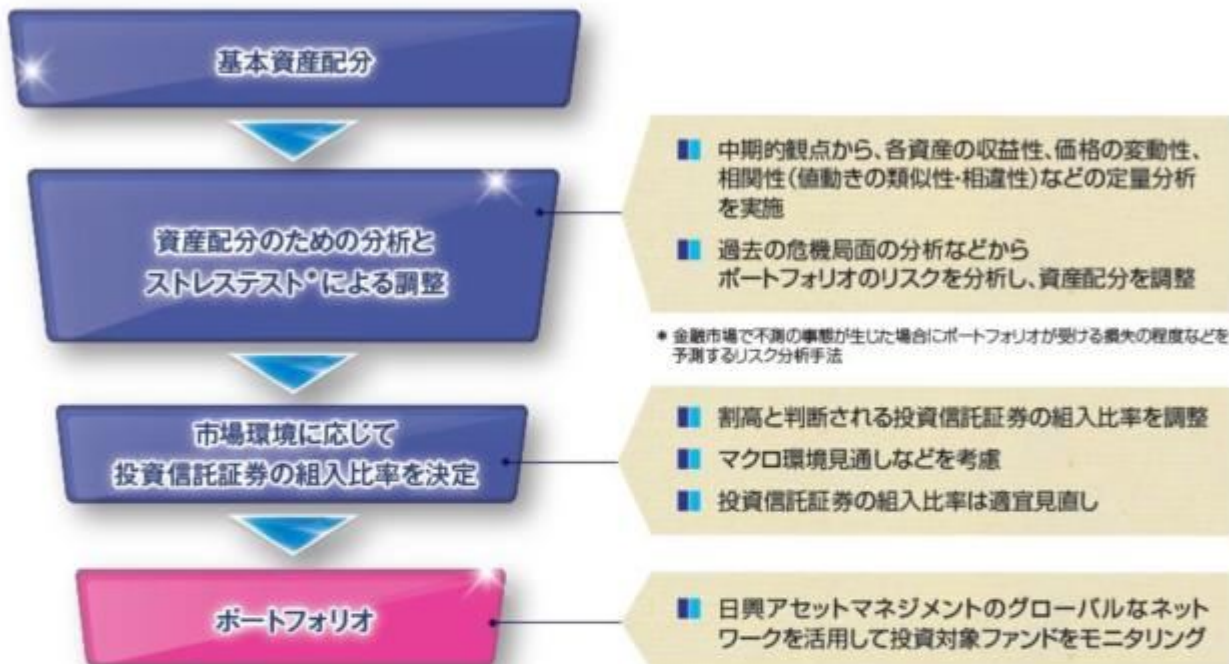 基本資産配分
資産配分のための分析と
ストレステスト*による調整
■ 中期的観点から、各資産の収益性、価格の変動性、
相関性(値動きの類似性・相違性)などの定量分析
を実施
■ 過去の危機局面の分析などから
ポートフォリオのリスクを分析し、資産配分を調整
* 金融市場で不測の事態が生じた場合にポートフォリオが受ける損失の程度などを
予測するリスク分析手法
市場環境に応じて
投資信託証券の組入比率を決定
■ 割高と判断される投資信託証券の組入比率を調整
■ マクロ環境見通しなどを考慮
■ 投資信託証券の組入比率は適宜見直し
ポートフォリオ
■ 日興アセットマネジメントのグローバルなネット
ワークを活用して投資対象ファンドをモニタリング